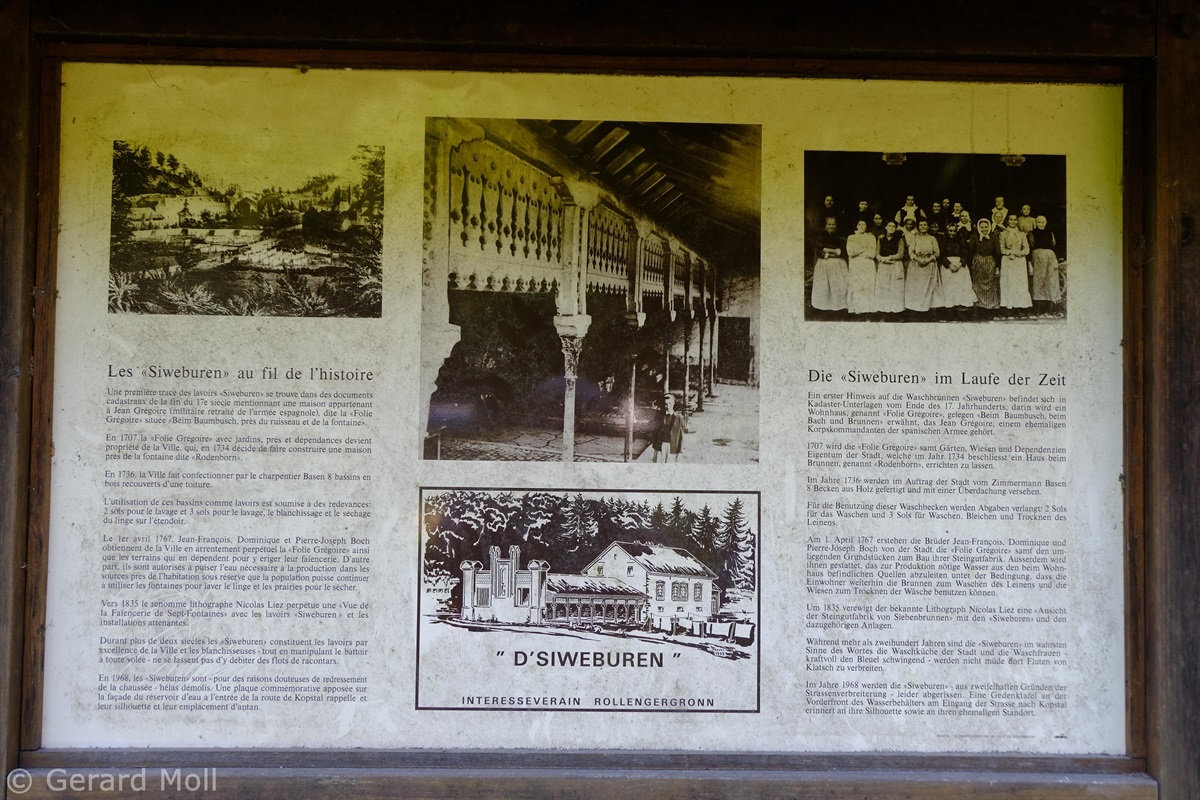 Les «Siweburen» au fil de l'histoire
Une première trace des lavoirs «Siweburen» se trouve dans des documents
cadastraux de la fin du 17e siècle mentionnant une maison appartenant
à Jean Gregoire (militaire retraité de l'armée espagnole), dite la «Folie
Gregoire» située «Beim Baumbusch, près du ruisseau et de la fontaine».
En 1707 la «Folie Gregoire» avec jardins, prés et dépendances devient
propriété de la Ville, qui, en 1734 décide de faire construire une maison
près de la fontaine dite «Rodenborn».
En 1736, la Ville fait confectionner par le charpentier Basen 8 bassins en
bois recouverts d'une toiture.
L'utilisation de ces bassins comme lavoirs est soumise à des redevances:
2 sols pour le lavage et 3 sols pour le lavage, le blanchissage et le séchage
du linge sur l'étendoir.
Le 1er avril 1767, Jean-François, Dominique et Pierre-Joseph Boch
obtiennent de la Ville en arrentement perpétuel la «Folie Gregoire» ainsi
que les terrains qui en dépendent pour y ériger leur faïencerie. D'autre
part, ils sont autorisés à puiser l'eau nécessaire à la production dans les
sources près de l'habitation sous réserve que la population puisse continuer
à utiliser les fontaines pour laver le linge et les prairies pour le sécher.
Vers 1835 le renommé lithographe Nicolas Liez perpétue une «Vue de
la Faïencerie de Sept-Fontaines» avec les lavoirs «Siweburen» et les
installations attenantes.
Durant plus de deux siècles les «Siweburen» constituent les lavoirs par
excellence de la Ville et les blanchisseuses - tout en manipulant le battoir
à toute volée - ne se lassent pas d'y débiter des flots de racontars.
En 1968, les «Siweburen» sont - pour des raisons douteuses de redressement
de la chaussée - hélas démolis. Une plaque commémorative apposée sur
la façade du réservoir d'eau à l'entrée de la route de Kopstal rappelle et
leur silhouette et leur emplacement d'antan.
" D'SIWEBUREN "
INTERESSEVERAIN ROLLENGERGRONN
Die «Siweburen» im Laufe der Zeit
Ein erster Hinweis auf die Waschbrunnen «Siweburen» befindet sich in
Kadaster-Unterlagen vom Ende des 17. Jahrhunderts; darin wird ein
Wohnhaus, genannt «Folie Grégoire», gelegen «Beim Baumbusch, beim
Bach und Brunnen» erwähnt, das Jean Grégoire, einem ehemaligen
Korpskommandanten der spanischen Armee gehört.
1707 wird die «Folie Grégoire» samt Gärten, Wiesen und Dependenzien
Eigentum der Stadt, welche im Jahr 1734 beschliesst ein Haus beim
Brunnen, genannt «Rodenborn», errichten zu lassen.
Im Jahre 1736 werden im Auftrag der Stadt vom Zimmermann Basen
8 Becken aus Holz gefertigt und mit einer Überdachung versehen.
Für die Benutzung dieser Waschbecken werden Abgaben verlangt: 2 Sols
für das Waschen und 3 Sols für Waschen, Bleichen und Trocknen des
Leinens.
Am 1. April 1767 erstehen die Brüder Jean-François, Dominique und
Pierre-Joseph Boch von der Stadt die «Folie Grégoire» samt den um-
liegenden Grundstücken zum Bau ihrer Steingutfabrik. Ausserdem wird
ihnen gestattet, das zur Produktion nötige Wasser aus den beim Wohn-
haus befindlichen Quellen abzuleiten unter der Bedingung, dass die
Einwohner weiterhin die Brunnen zum Waschen des Leinens und die
Wiesen zum Trocknen der Wäsche benutzen können.
Um 1835 verewigt der bekannte Lithograph Nicolas Liez eine «Ansicht
der Steingutfabrik von Siebenbrunnen» mit den «Siweburen» und den
dazugehörigen Anlagen.
Während mehr als zweihundert Jahren sind die «Siweburen» im wahrsten
Sinne des Wortes die Waschküche der Stadt und die Waschfrauen -
kraftvoll den Bleuel schwingend - werden nicht müde dort Fluten von
Klatsch zu verbreiten.
Im Jahre 1968 werden die «Siweburen» - aus zweifelhaften Gründen der
Strassenverbreiterung - leider abgerissen. Eine Gedenktafel an der
Vorderfront des Wasserbehälters am Eingang der Strasse nach Kopstal
erinnert an ihre Silhouette sowie an ihren ehemaligen Standort.
© Gerard Moll